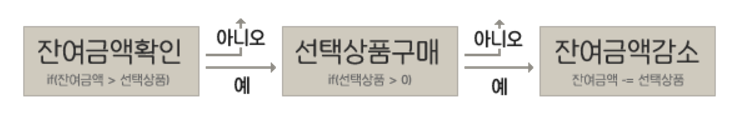 잔여금액확인
if(잔여금액 > 선택상품)
아니오
예
선택상품구매
if(선택상품 > 0)
아니오
예
잔여금액감소
잔여금액 -= 선택상품